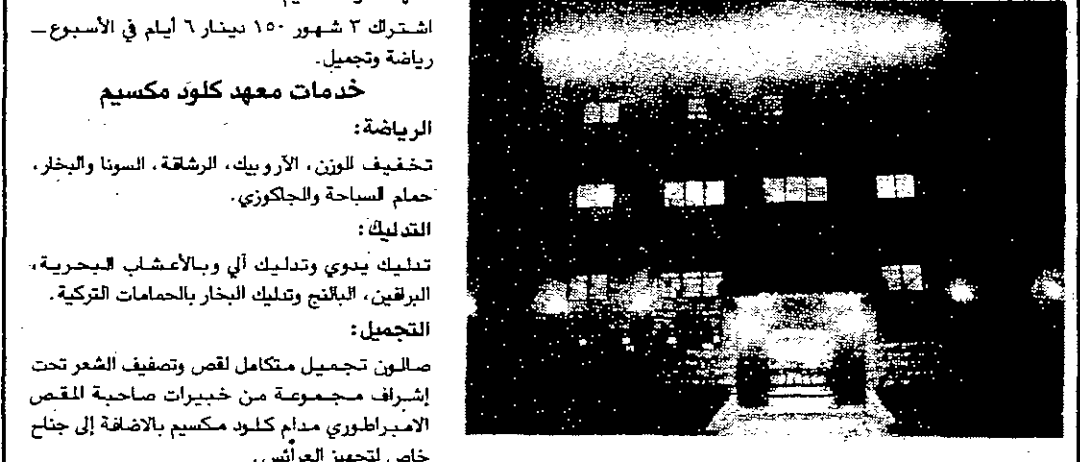 اشتراك ٣ شهور ١٥٠ دينار ٦ أيام في الأسبوع ـ
رياضة وتجميل.
خدمات معهد كلود مكسيم
الرياضة:
تخفيف الوزن، الآروبيك، الرشاقة، السونا والبخار،
حمام السباحة والجاكوزي.
التدليك:
تدليك يدوي وتدليك آلي وبالأعشاب البحرية،
البرافين، البالنج وتدليك البخار بالحمامات التركية.
التجميل:
صالون تجميل متكامل لقص وتصفيف الشعر تحت
إشراف مجموعة من خبيرات صاحبة المقص
الامبراطوري مدام كلود مكسيم بالاضافة إلى جناح
خاص لتجهيز العرائس.